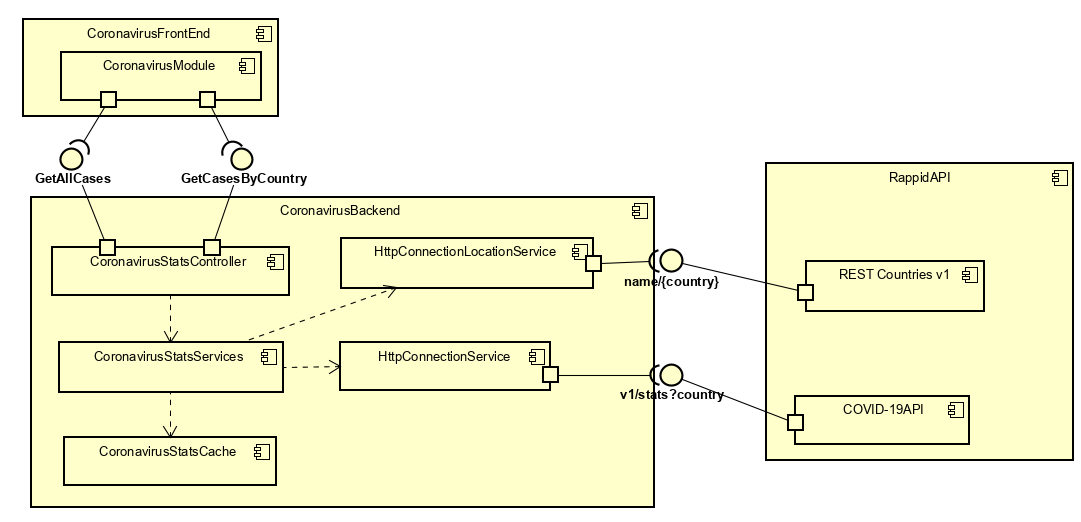 CoronavirusFrontEnd
CoronavirusModule
GetAllCases
GetCasesByCountry
CoronavirusBackend
CoronavirusStatsController
HttpConnectionLocationService
name/{country}
CoronavirusStatsServices
HttpConnectionService
v1/stats?country
CoronavirusStatsCache
RappidAPI
REST Countries v1
COVID-19API